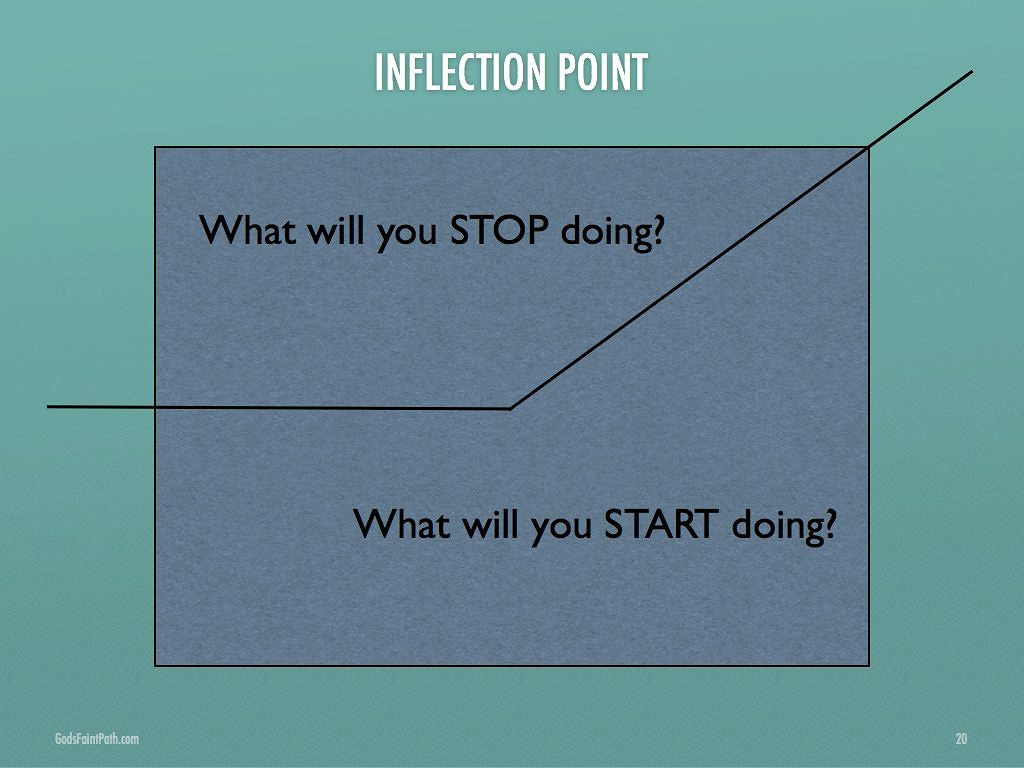 INFLECTION POINT
What will you STOP doing?
What will you START doing?
GodsFaintPath.com
20